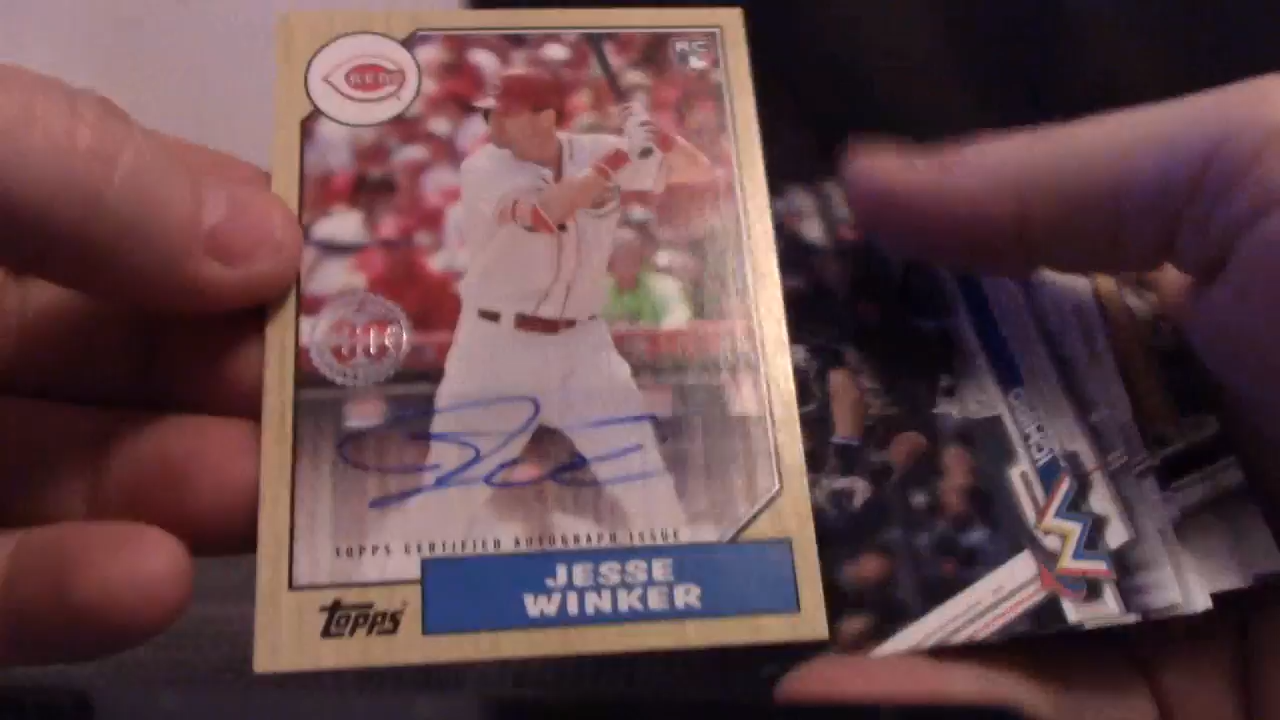 REDS
RC
30
TOPPS CERTIFIED AUTOGRAPH ISSUE
JESSE
WINKER
Topps